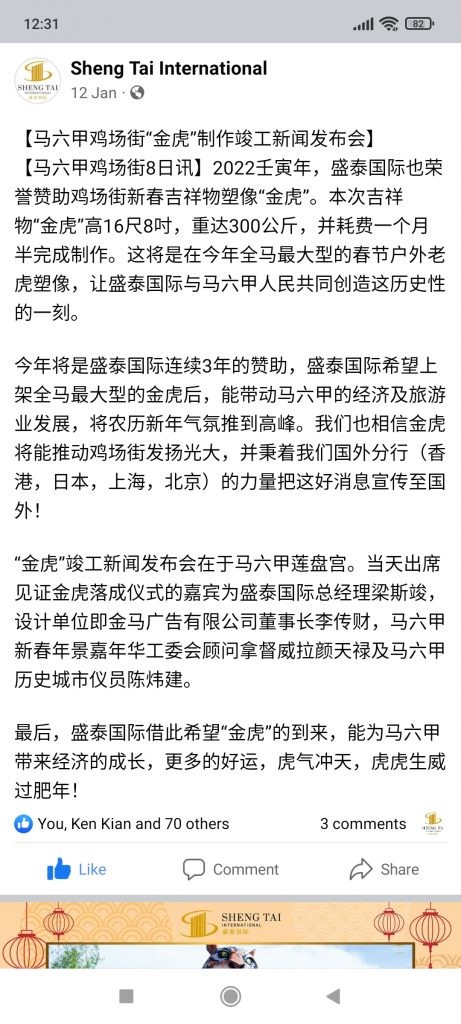 12:31
82
SHENG TAI
INTERNATIONAL
盛泰国际
Sheng Tai International
12 Jan ·
【马六甲鸡场街“金虎”制作竣工新闻发布会】
【马六甲鸡场街8日讯】2022壬寅年，盛泰国际也荣
誉赞助鸡场街新春吉祥物塑像“金虎”。本次吉祥
物“金虎”高16尺8吋，重达300公斤，并耗费一个月
半完成制作。这将是在今年全马最大型的春节户外老
虎塑像，让盛泰国际与马六甲人民共同创造这历史性
的一刻。
今年将是盛泰国际连续3年的赞助，盛泰国际希望上
架全马最大型的金虎后，能带动马六甲的经济及旅游
业发展，将农历新年气氛推到高峰。我们也相信金虎
将能推动鸡场街发扬光大，并秉着我们国外分行（香
港，日本，上海，北京）的力量把这好消息宣传至国
外！
“金虎”竣工新闻发布会在于马六甲莲盘宫。当天出席
见证金虎落成仪式的嘉宾为盛泰国际总经理梁斯竣，
设计单位即金马广告有限公司董事长李传财，马六甲
新春年景嘉年华工委会顾问拿督威拉颜天禄及马六甲
历史城市仪员陈炜建。
最后，盛泰国际借此希望“金虎”的到来，能为马六甲
带来经济的成长，更多的好运，虎气冲天，虎虎生威
过肥年！
You, Ken Kian and 70 others
3 comments
Like
Comment
Share
SHENG TAI
INTERNATIONAL
盛泰国际